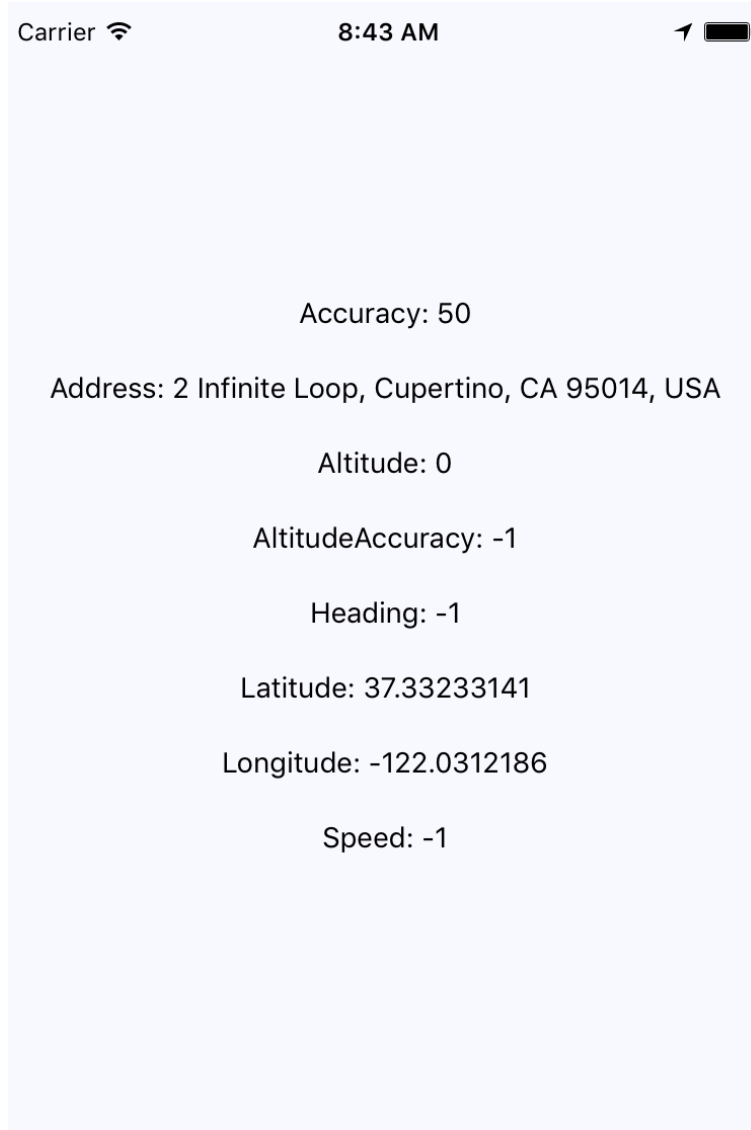 Carrier 8:43 AM
Accuracy: 50
Address: 2 Infinite Loop, Cupertino, CA 95014, USA
Altitude: 0
AltitudeAccuracy: -1
Heading: -1
Latitude: 37.33233141
Longitude: -122.0312186
Speed: -1